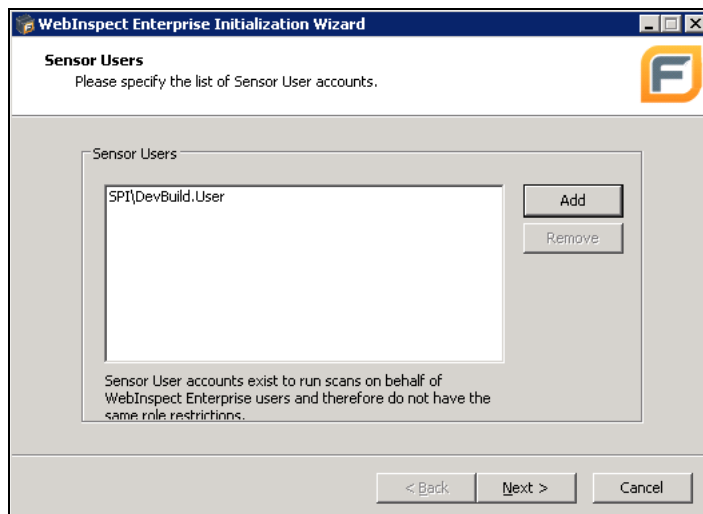 WebInspect Enterprise Initialization Wizard
Sensor Users
Please specify the list of Sensor User accounts.
Sensor Users
SPI\DevBuild.User
Add
Remove
Sensor User accounts exist to run scans on behalf of
WebInspect Enterprise users and therefore do not have the
same role restrictions.
< Back
Next >
Cancel